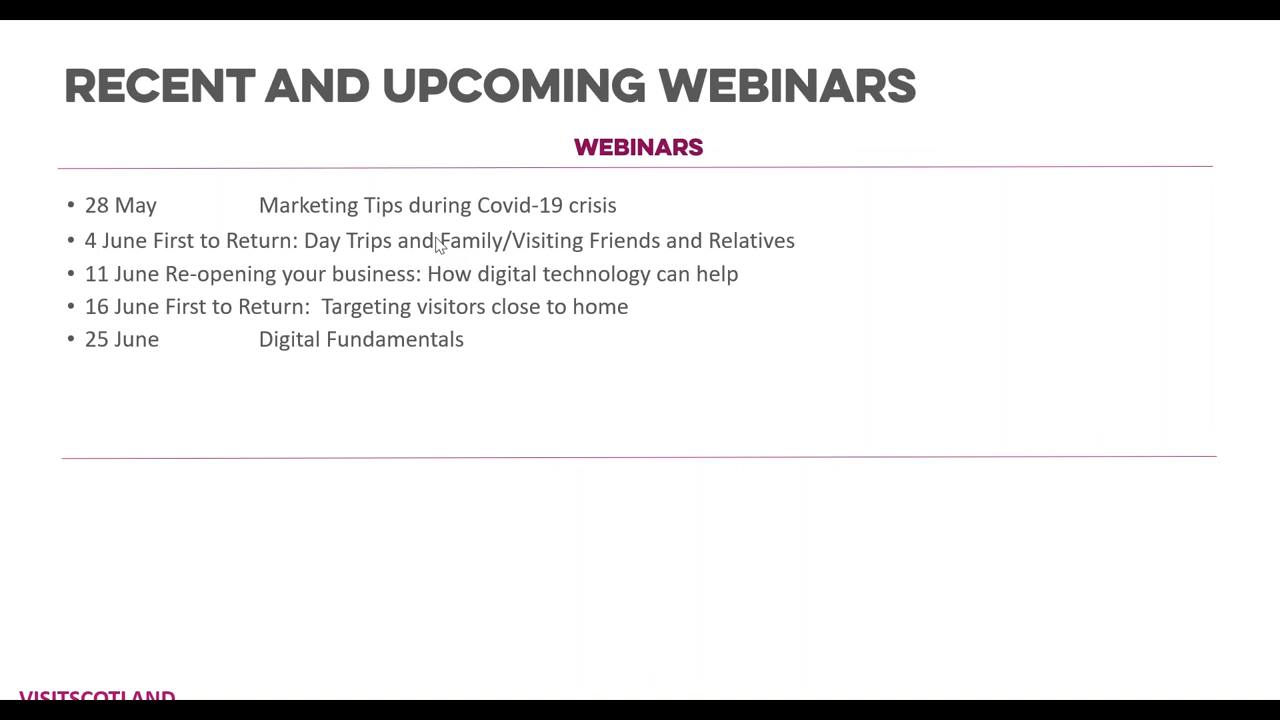 RECENT AND UPCOMING WEBINARS
WEBINARS
• 28 May Marketing Tips during Covid-19 crisis
• 4 June First to Return: Day Trips and Family/Visiting Friends and Relatives
• 11 June Re-opening your business: How digital technology can help
• 16 June First to Return: Targeting visitors close to home
• 25 June Digital Fundamentals
VISITSCOTLAND